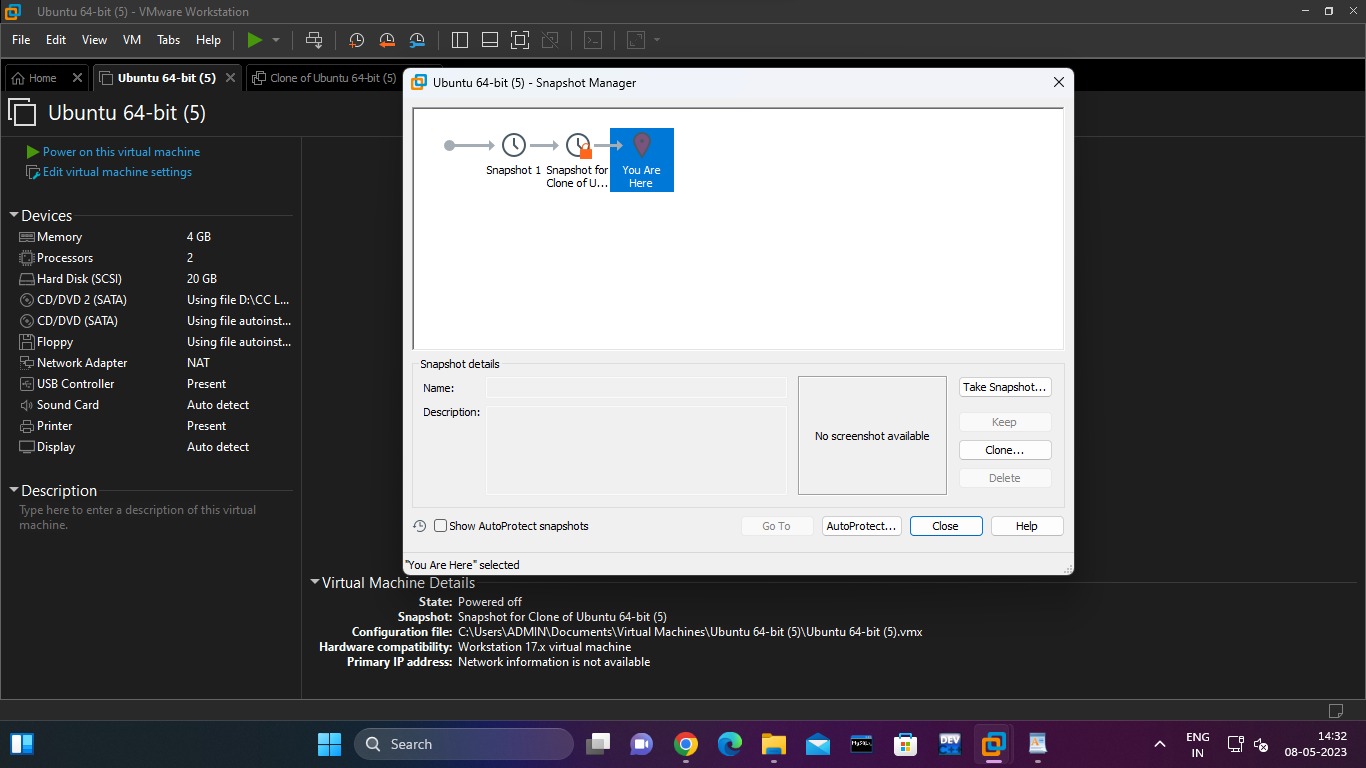 Ubuntu 64-bit (5) - VMware Workstation
File Edit View VM Tabs Help
Home Ubuntu 64-bit (5) Clone of Ubuntu 64-bit (5)
Ubuntu 64-bit (5)
Power on this virtual machine
Edit virtual machine settings
Devices
Memory 4 GB
Processors 2
Hard Disk (SCSI) 20 GB
CD/DVD 2 (SATA) Using file D:\CC L...
CD/DVD (SATA) Using file autoinst...
Floppy Using file autoinst...
Network Adapter NAT
USB Controller Present
Sound Card Auto detect
Printer Present
Display Auto detect
Description
Type here to enter a description of this virtual
machine.
Ubuntu 64-bit (5) - Snapshot Manager
Snapshot 1 Snapshot for You Are
Clone of U... Here
Snapshot details
Name:
Description:
No screenshot available
Take Snapshot...
Keep
Clone...
Delete
Show AutoProtect snapshots
Go To AutoProtect... Close Help
"You Are Here" selected
Virtual Machine Details
State: Powered off
Snapshot: Snapshot for Clone of Ubuntu 64-bit (5)
Configuration file: C:\Users\ADMIN\Documents\Virtual Machines\Ubuntu 64-bit (5)\Ubuntu 64-bit (5).vmx
Hardware compatibility: Workstation 17.x virtual machine
Primary IP address: Network information is not available
Search
MySQL
DEV
ENG
IN
14:32
08-05-2023